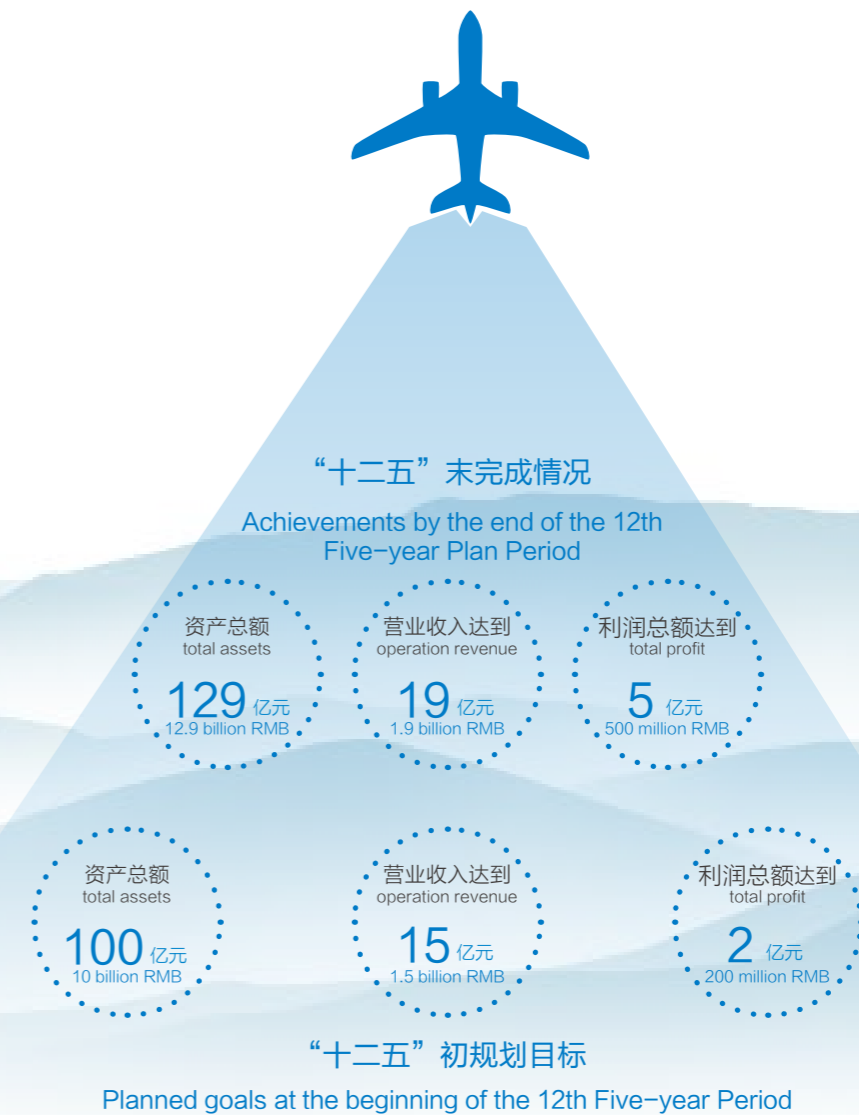 “十二五”末完成情况
Achievements by the end of the 12th
Five-year Plan Period
资产总额
total assets
129 亿元
12.9 billion RMB
营业收入达到
operation revenue
19 亿元
1.9 billion RMB
利润总额达到
total profit
5 亿元
500 million RMB
资产总额
total assets
100 亿元
10 billion RMB
营业收入达到
operation revenue
15 亿元
1.5 billion RMB
利润总额达到
total profit
2 亿元
200 million RMB
“十二五”初规划目标
Planned goals at the beginning of the 12th Five-year Period